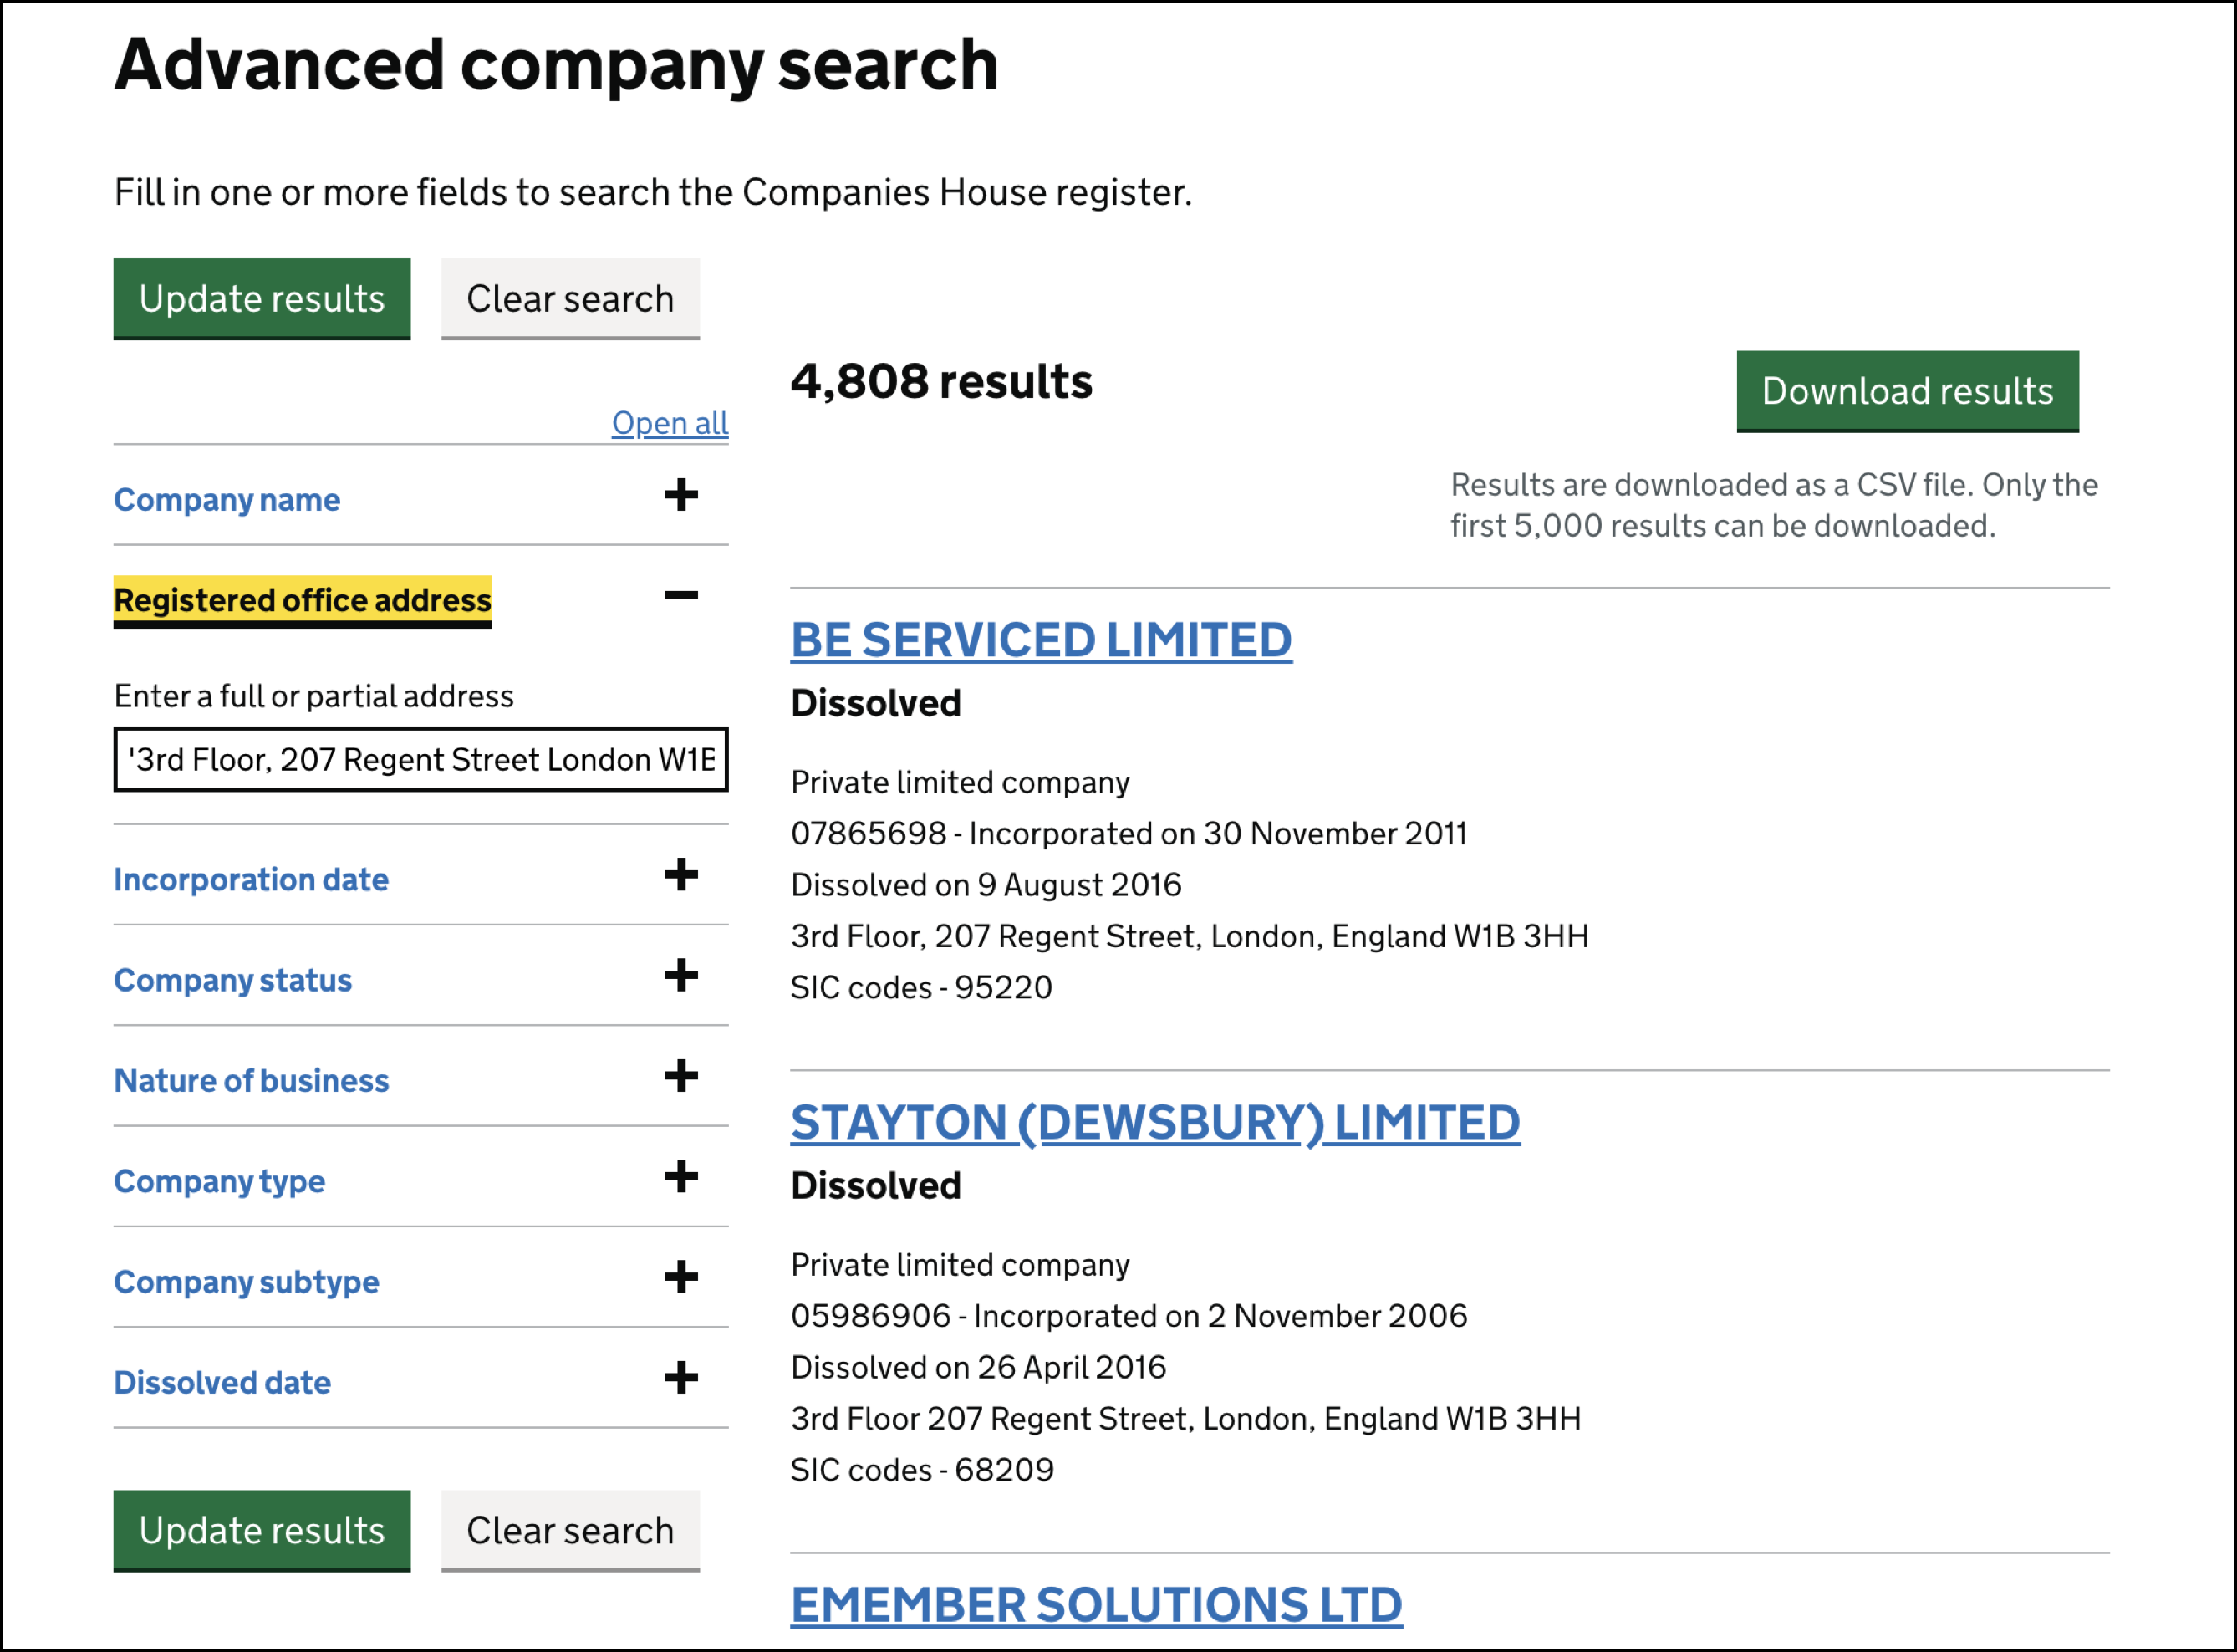 Advanced company search
Fill in one or more fields to search the Companies House register.
Update results
Clear search
Open all
Company name
Registered office address
Enter a full or partial address
'3rd Floor, 207 Regent Street London W1B
Incorporation date
Company status
Nature of business
Company type
Company subtype
Dissolved date
Update results
Clear search
4,808 results
Download results
Results are downloaded as a CSV file. Only the
first 5,000 results can be downloaded.
BE SERVICED LIMITED
Dissolved
Private limited company
07865698 - Incorporated on 30 November 2011
Dissolved on 9 August 2016
3rd Floor, 207 Regent Street, London, England W1B 3HH
SIC codes - 95220
STAYTON (DEWSBURY) LIMITED
Dissolved
Private limited company
05986906 - Incorporated on 2 November 2006
Dissolved on 26 April 2016
3rd Floor 207 Regent Street, London, England W1B 3HH
SIC codes - 68209
EMEMBER SOLUTIONS LTD